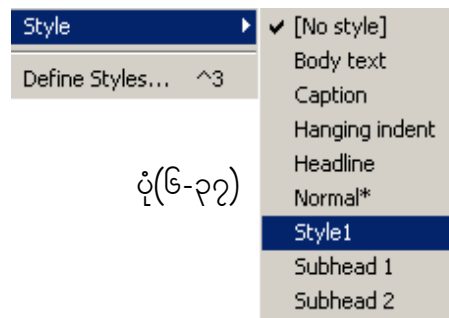 Style
Define Styles... ^3
ပုံ(၆-၃၇)
✔ [No style]
Body text
Caption
Hanging indent
Headline
Normal*
Style1
Subhead 1
Subhead 2